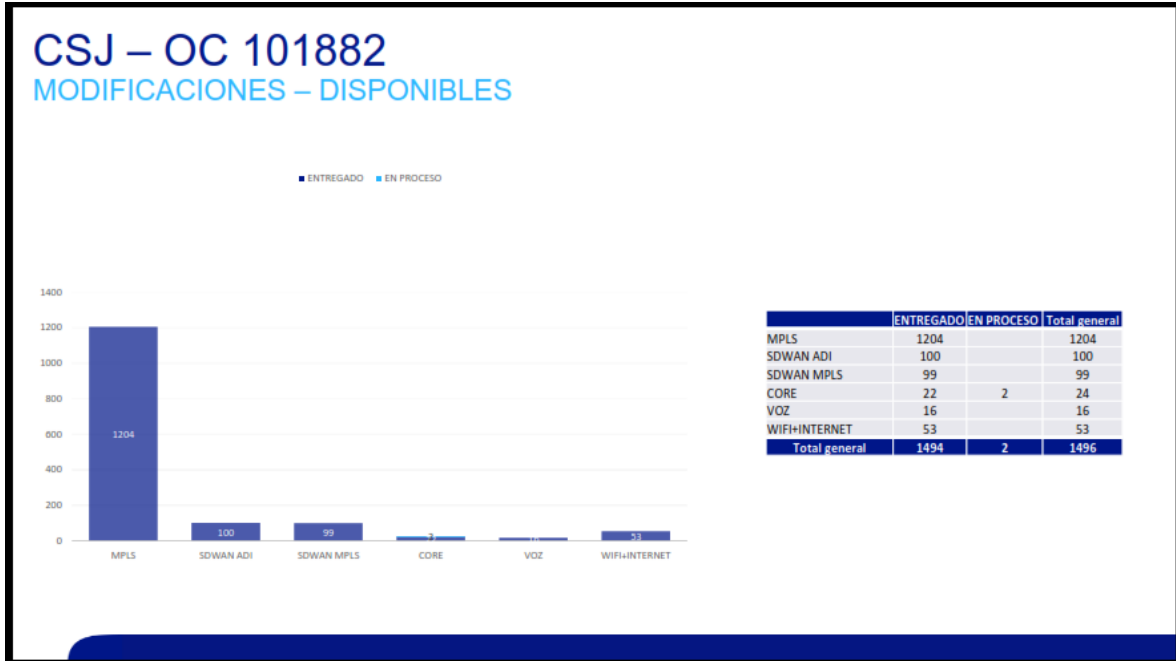 CSJ – OC 101882
MODIFICACIONES – DISPONIBLES
ENTREGADO EN PROCESO
1400
1200
1000
800
600
400
200
0
1204
100
99
2
22
16
53
MPLS SDWAN ADI SDWAN MPLS CORE VOZ WIFI+INTERNET
ENTREGADO EN PROCESO Total general
MPLS 1204 1204
SDWAN ADI 100 100
SDWAN MPLS 99 99
CORE 22 2 24
VOZ 16 16
WIFI+INTERNET 53 53
Total general 1494 2 1496